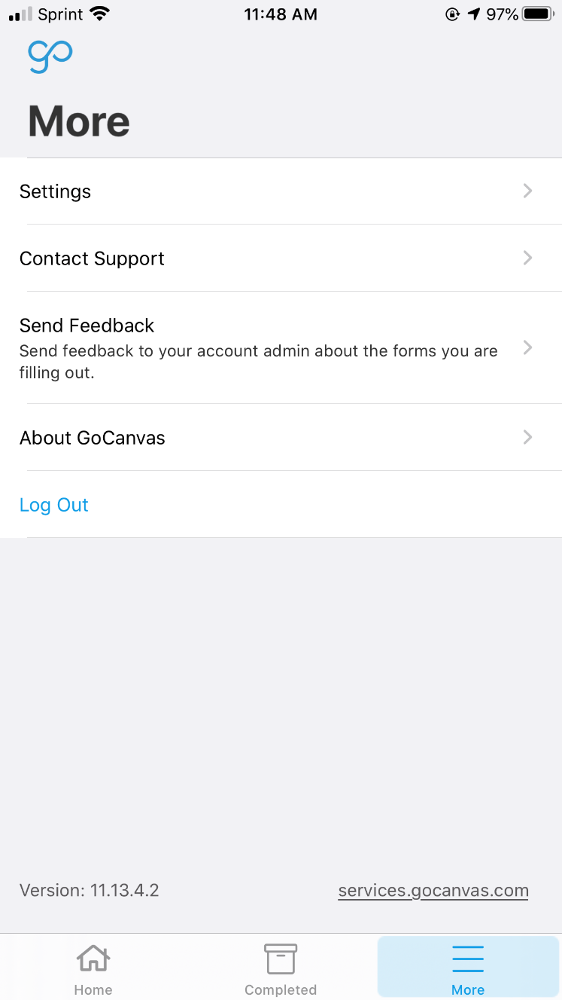 Sprint 11:48 AM 97%
go
More
Settings
Contact Support
Send Feedback
Send feedback to your account admin about the forms you are
filling out.
About GoCanvas
Log Out
Version: 11.13.4.2 services.gocanvas.com
Home Completed More